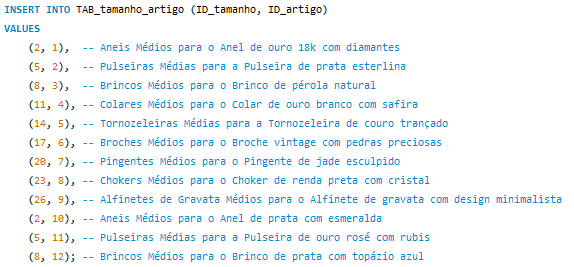 INSERT INTO TAB_tamanho_artigo (ID_tamanho, ID_artigo)
VALUES
(2, 1), -- Aneis Médios para o Anel de ouro 18k com diamantes
(5, 2), -- Pulseiras Médias para a Pulseira de prata esterlina
(8, 3), -- Brincos Médios para o Brinco de pérola natural
(11, 4), -- Colares Médios para o Colar de ouro branco com safira
(14, 5), -- Tornozeleiras Médias para a Tornozeleira de couro trançado
(17, 6), -- Broches Médios para o Broche vintage com pedras preciosas
(20, 7), -- Pingentes Médios para o Pingente de jade esculpido
(23, 8), -- Chokers Médios para o Choker de renda preta com cristal
(26, 9), -- Alfinetes de Gravata Médios para o Alfinete de gravata com design minimalista
(2, 10), -- Aneis Médios para o Anel de prata com esmeralda
(5, 11), -- Pulseiras Médias para a Pulseira de ouro rosé com rubis
(8, 12); -- Brincos Médios para o Brinco de prata com topázio azul